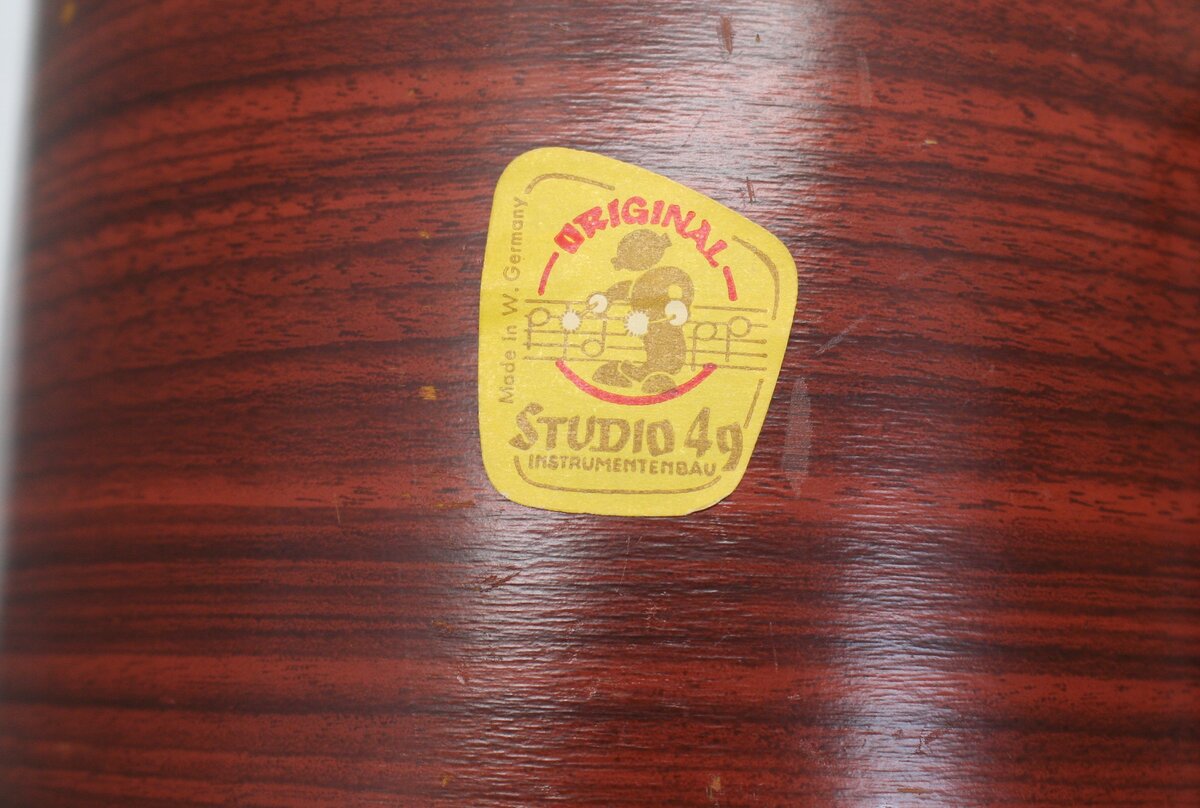 ORIGINAL
Made in W. Germany
STUDIO 49
INSTRUMENTENBAU